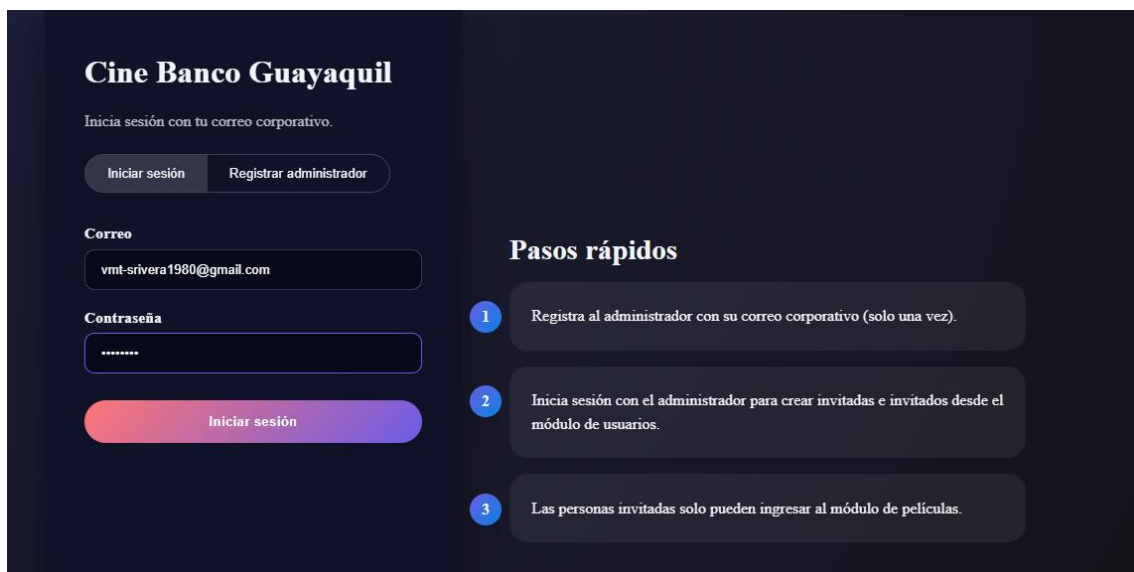 Cine Banco Guayaquil
Inicia sesión con tu correo corporativo.
Iniciar sesión
Registrar administrador
Correo
vmt-srivera1980@gmail.com
Contraseña
••••••••
Iniciar sesión
Pasos rápidos
1
Registra al administrador con su correo corporativo (solo una vez).
2
Inicia sesión con el administrador para crear invitadas e invitados desde el
módulo de usuarios.
3
Las personas invitadas solo pueden ingresar al módulo de películas.